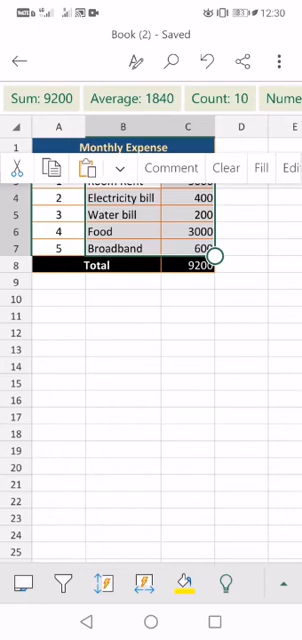 12:30
Book (2) - Saved
Sum: 9200 Average: 1840 Count: 10 Nume
A B C D E
1 Monthly Expense
Comment Clear Fill Edi
4 2 Electricity bill 400
5 3 Water bill 200
6 4 Food 3000
7 5 Broadband 600
8 Total 9200
9
10
11
12
13
14
15
16
17
18
19
20
21
22
23
24
25